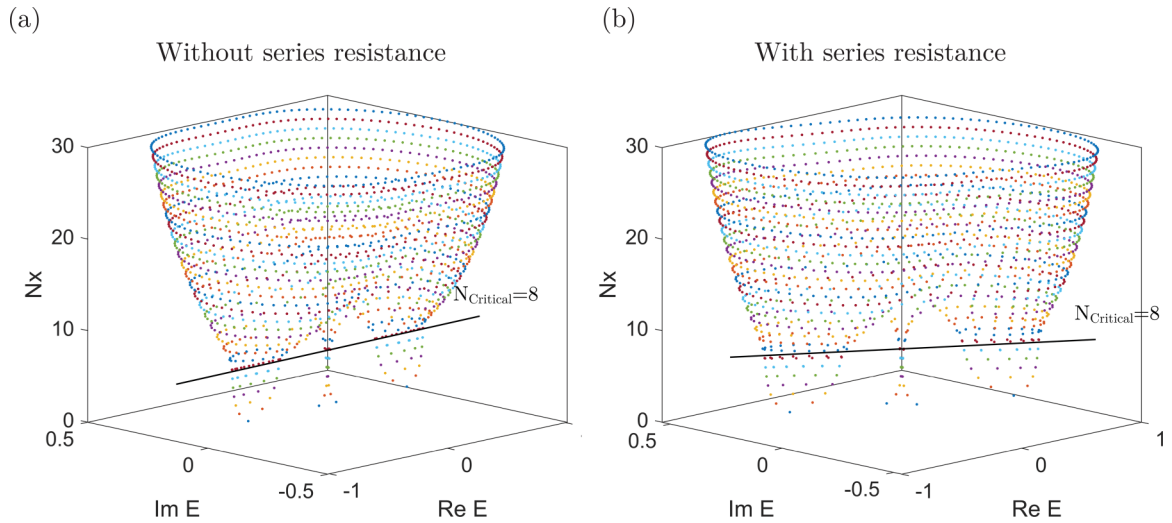 (a)
Without series resistance
30
20
10
0
Nx
N_Critical=8
0.5
0
-0.5
Im E
-1
0
Re E
(b)
With series resistance
30
20
10
0
Nx
N_Critical=8
0.5
0
-0.5
Im E
-1
0
1
Re E